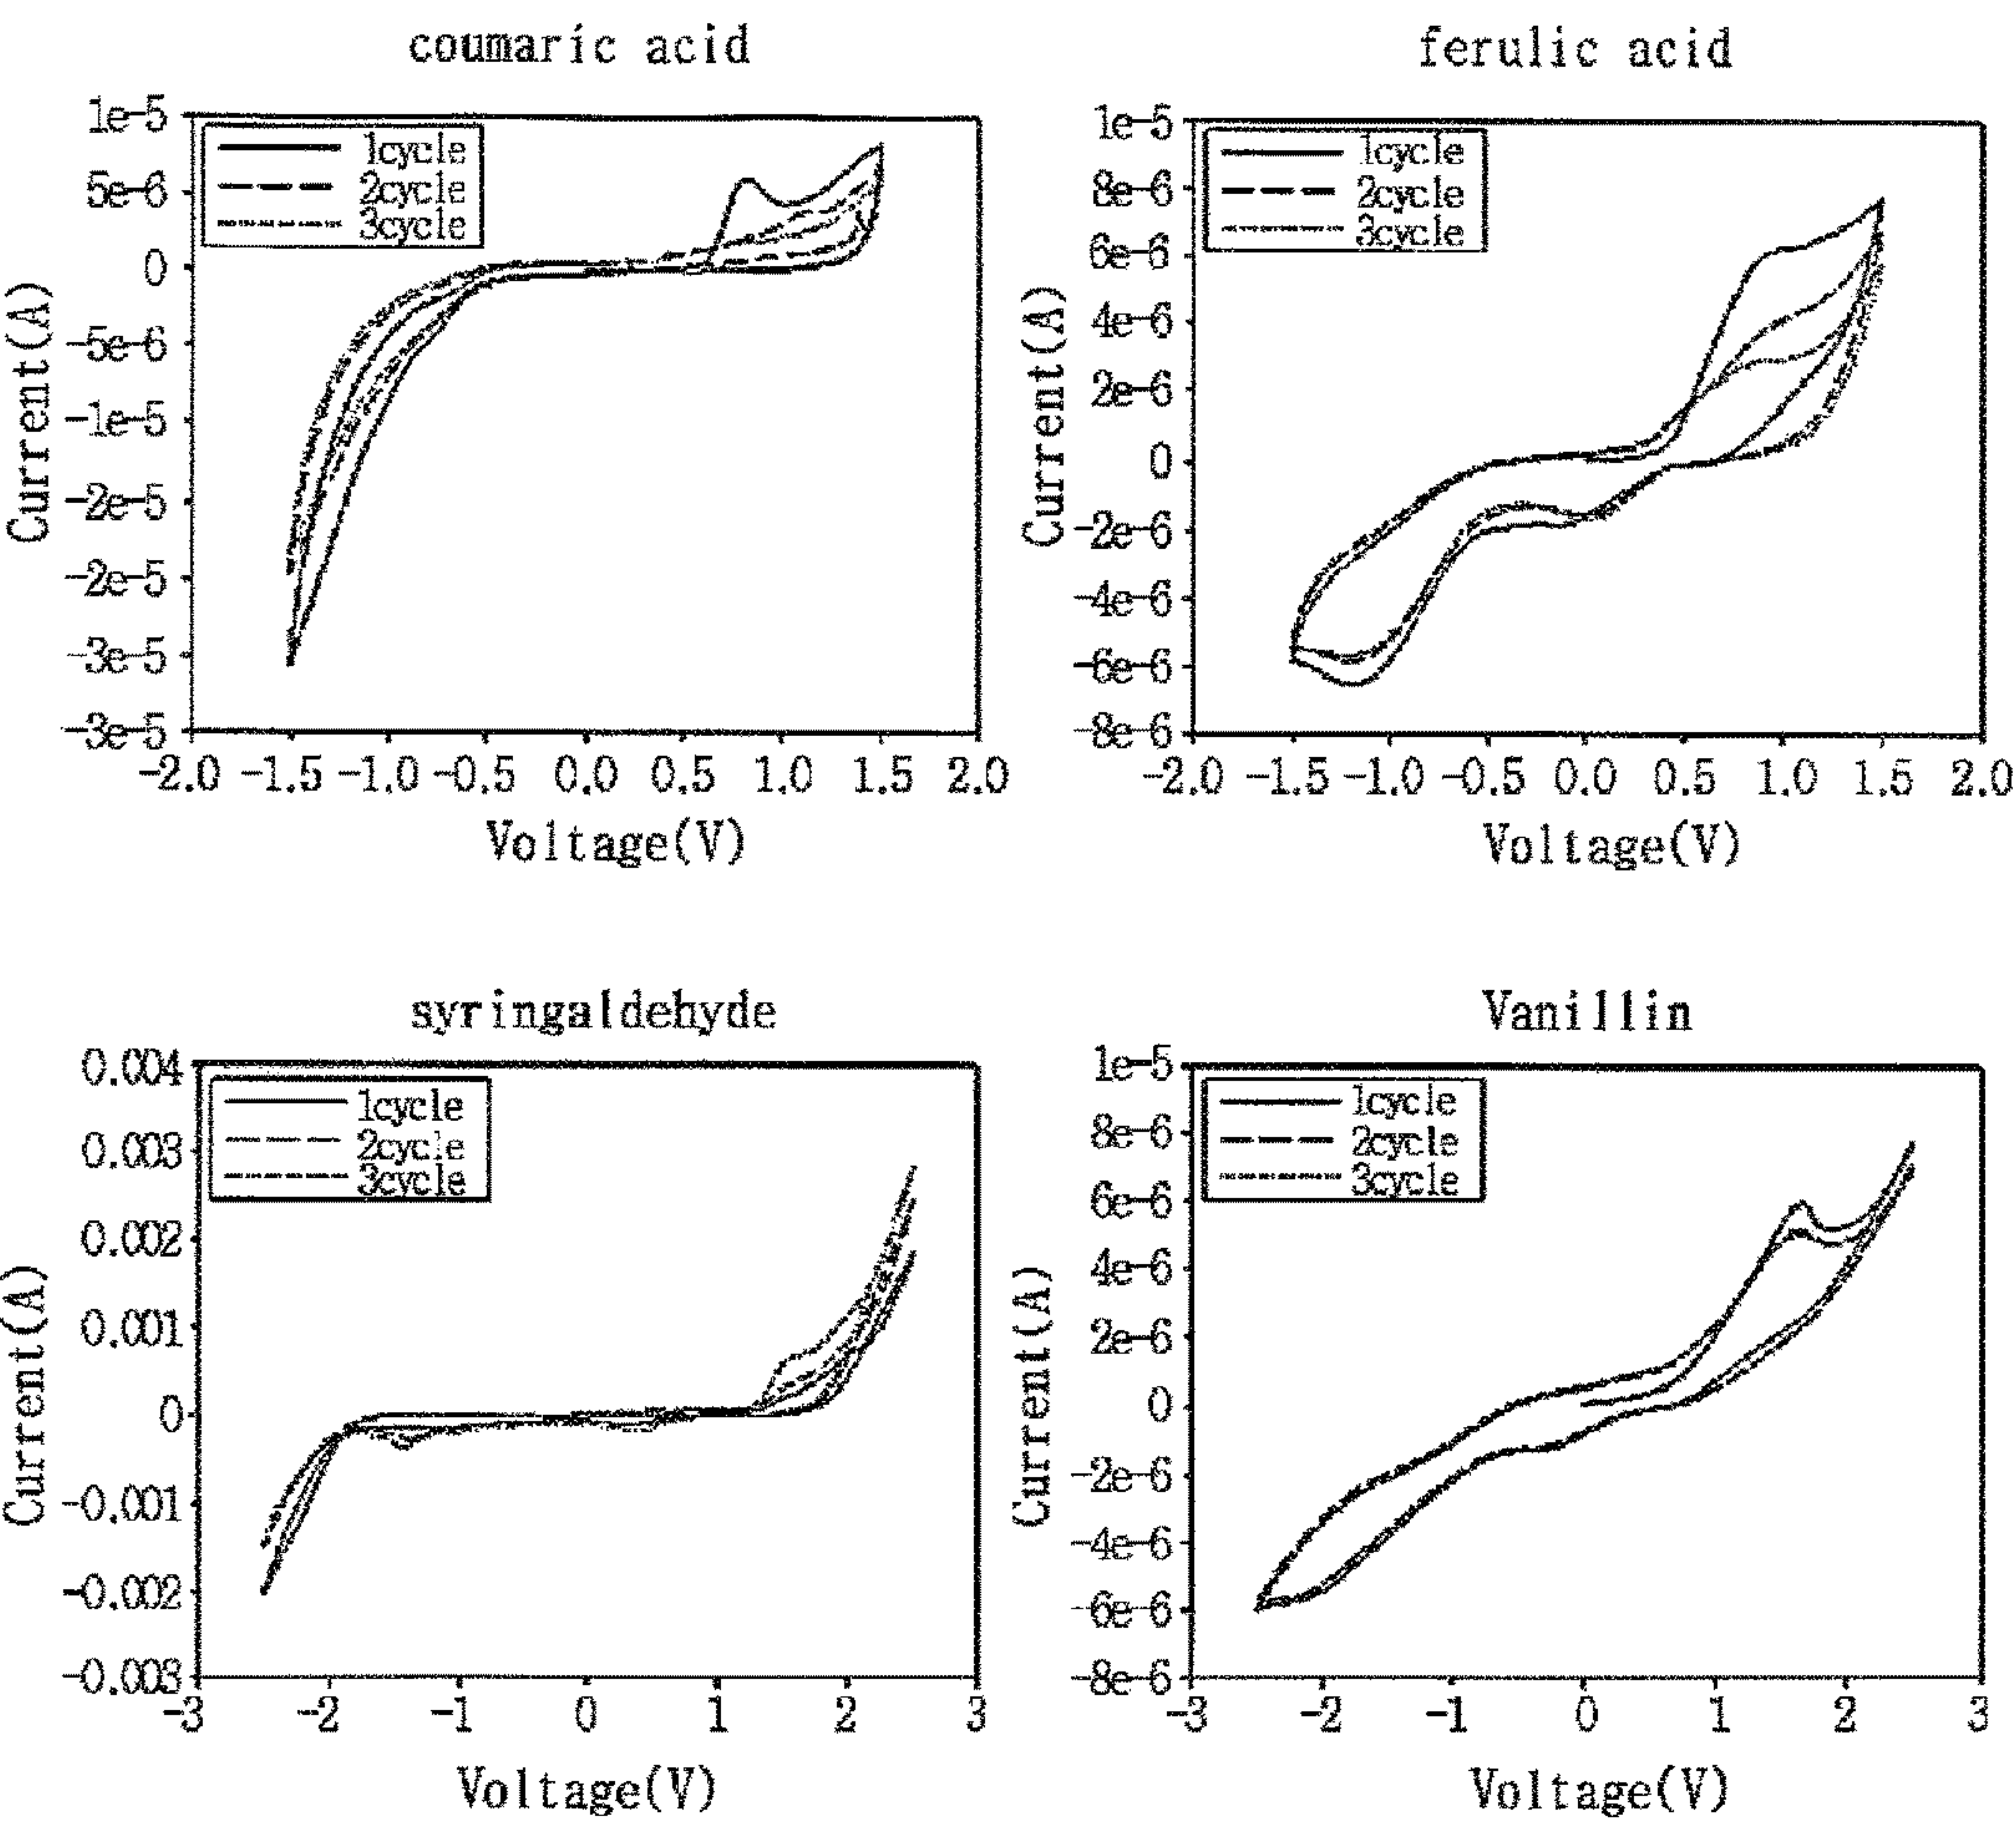 coumaric acid
1e-5
5e-6
0
-5e-6
-1e-5
-2e-5
-2e-5
-3e-5
-3e-5
Current(A)
1cycle
2cycle
3cycle
-2.0 -1.5 -1.0 -0.5 0.0 0.5 1.0 1.5 2.0
Voltage(V)
ferulic acid
1e-5
8e-6
6e-6
4e-6
2e-6
0
-2e-6
-4e-6
-6e-6
-8e-6
Current(A)
1cycle
2cycle
3cycle
-2.0 -1.5 -1.0 -0.5 0.0 0.5 1.0 1.5 2.0
Voltage(V)
syringaldehyde
0.004
0.003
0.002
0.001
0
-0.001
-0.002
-0.003
Current(A)
1cycle
2cycle
3cycle
-3 -2 -1 0 1 2 3
Voltage(V)
Vanillin
1e-5
8e-6
6e-6
4e-6
2e-6
0
-2e-6
-4e-6
-6e-6
-8e-6
Current(A)
1cycle
2cycle
3cycle
-3 -2 -1 0 1 2 3
Voltage(V)